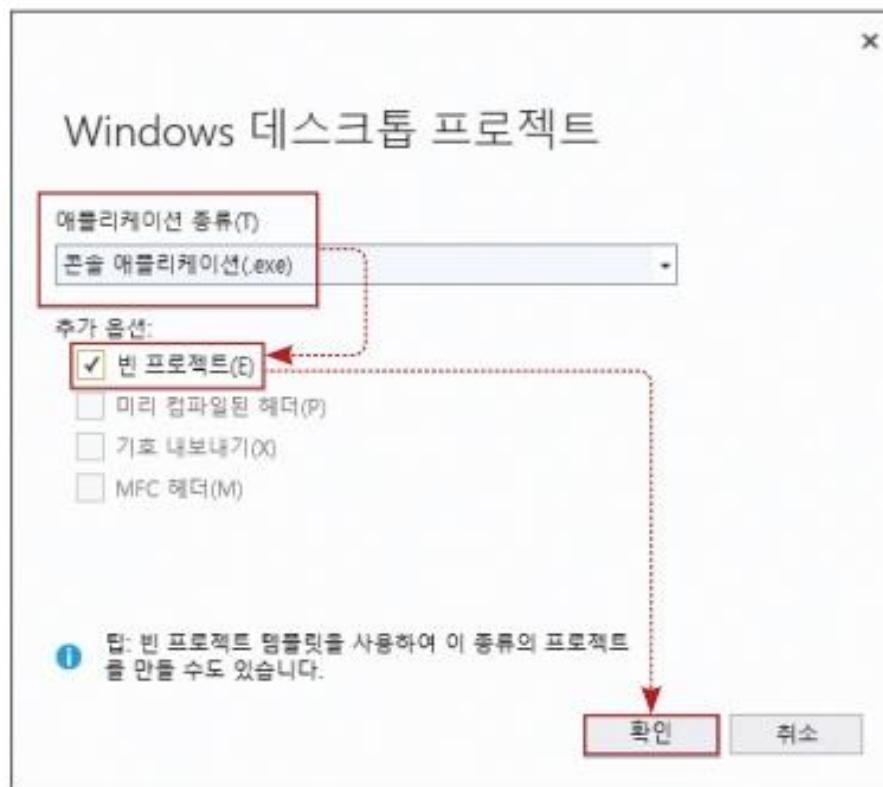 Windows 데스크톱 프로젝트
애플리케이션 종류(T)
콘솔 애플리케이션(.exe)
추가 옵션:
빈 프로젝트(E)
미리 컴파일된 헤더(P)
기호 내보내기(X)
MFC 헤더(M)
팁: 빈 프로젝트 템플릿을 사용하여 이 종류의 프로젝트
를 만들 수도 있습니다.
확인 취소